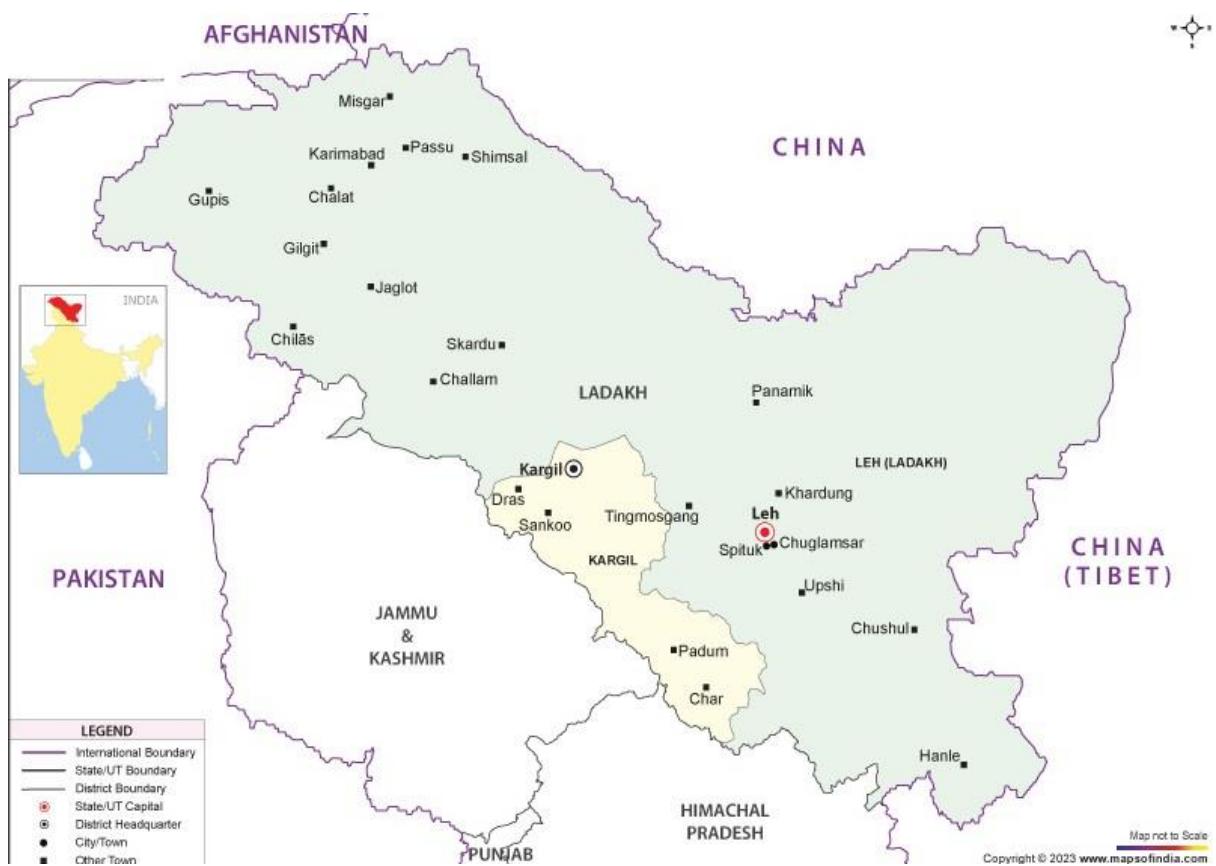 AFGHANISTAN
Misgar
Passu
Karimabad
Shimsal
CHINA
Gupis
Chalat
Gilgit
Jaglot
INDIA
Chilās
Skardu
Challam
LADAKH
Panamik
Kargil
LEH (LADAKH)
Dras
Khardung
Sankoo
Tingmosgang
Leh
Spituk
Chuglamsar
KARGIL
CHINA
(TIBET)
PAKISTAN
Upshi
JAMMU
&
KASHMIR
Chushul
Padum
Char
Hanle
HIMACHAL
PRADESH
PUNJAB
LEGEND
International Boundary
State/UT Boundary
District Boundary
State/UT Capital
District Headquarter
City/Town
Other Town
Map not to Scale
Copyright © 2023 www.mapsofindia.com